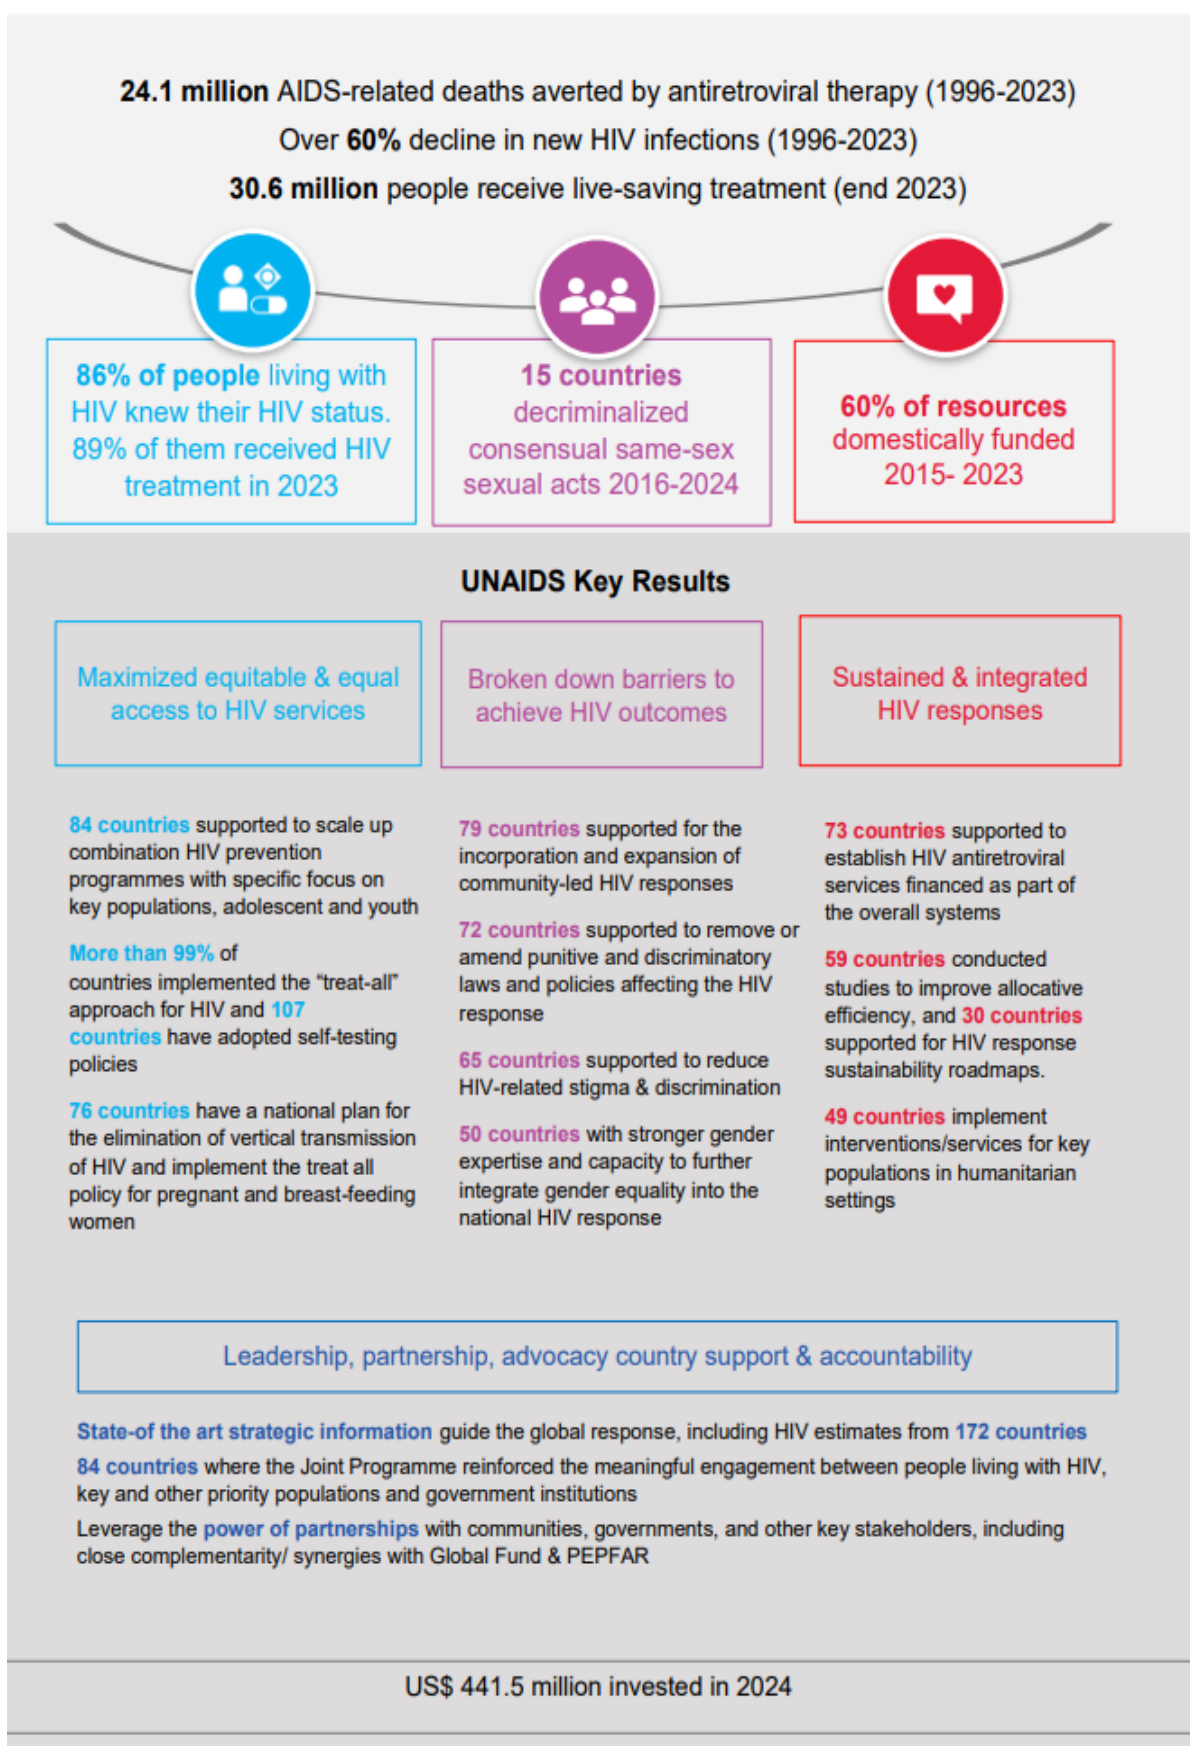 24.1 million AIDS-related deaths averted by antiretroviral therapy (1996-2023)
Over 60% decline in new HIV infections (1996-2023)
30.6 million people receive live-saving treatment (end 2023)
86% of people living with
HIV knew their HIV status.
89% of them received HIV
treatment in 2023
15 countries
decriminalized
consensual same-sex
sexual acts 2016-2024
60% of resources
domestically funded
2015- 2023
UNAIDS Key Results
Maximized equitable & equal
access to HIV services
Broken down barriers to
achieve HIV outcomes
Sustained & integrated
HIV responses
84 countries supported to scale up
combination HIV prevention
programmes with specific focus on
key populations, adolescent and youth
More than 99% of
countries implemented the “treat-all”
approach for HIV and 107
countries have adopted self-testing
policies
76 countries have a national plan for
the elimination of vertical transmission
of HIV and implement the treat all
policy for pregnant and breast-feeding
women
79 countries supported for the
incorporation and expansion of
community-led HIV responses
72 countries supported to remove or
amend punitive and discriminatory
laws and policies affecting the HIV
response
65 countries supported to reduce
HIV-related stigma & discrimination
50 countries with stronger gender
expertise and capacity to further
integrate gender equality into the
national HIV response
73 countries supported to
establish HIV antiretroviral
services financed as part of
the overall systems
59 countries conducted
studies to improve allocative
efficiency, and 30 countries
supported for HIV response
sustainability roadmaps.
49 countries implement
interventions/services for key
populations in humanitarian
settings
Leadership, partnership, advocacy country support & accountability
State-of the art strategic information guide the global response, including HIV estimates from 172 countries
84 countries where the Joint Programme reinforced the meaningful engagement between people living with HIV,
key and other priority populations and government institutions
Leverage the power of partnerships with communities, governments, and other key stakeholders, including
close complementarity/ synergies with Global Fund & PEPFAR
US$ 441.5 million invested in 2024